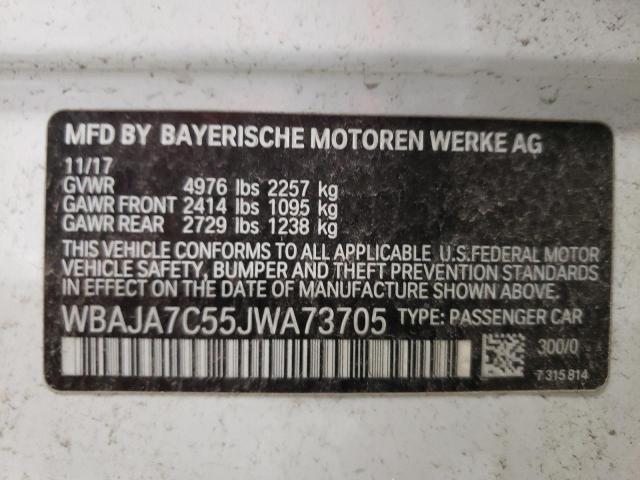 MFD BY BAYERISCHE MOTOREN WERKE AG
11/17
GVWR 4976 lbs 2257 kg
GAWR FRONT 2414 lbs 1095 kg
GAWR REAR 2729 lbs 1238 kg
THIS VEHICLE CONFORMS TO ALL APPLICABLE U.S.FEDERAL MOTOR
VEHICLE SAFETY, BUMPER AND THEFT PREVENTION STANDARDS
IN EFFECT ON THE DATE OF MANUFACTURE SHOWN ABOVE.
WBAJA7C55JWA73705 TYPE: PASSENGER CAR
300/0
7 315 814